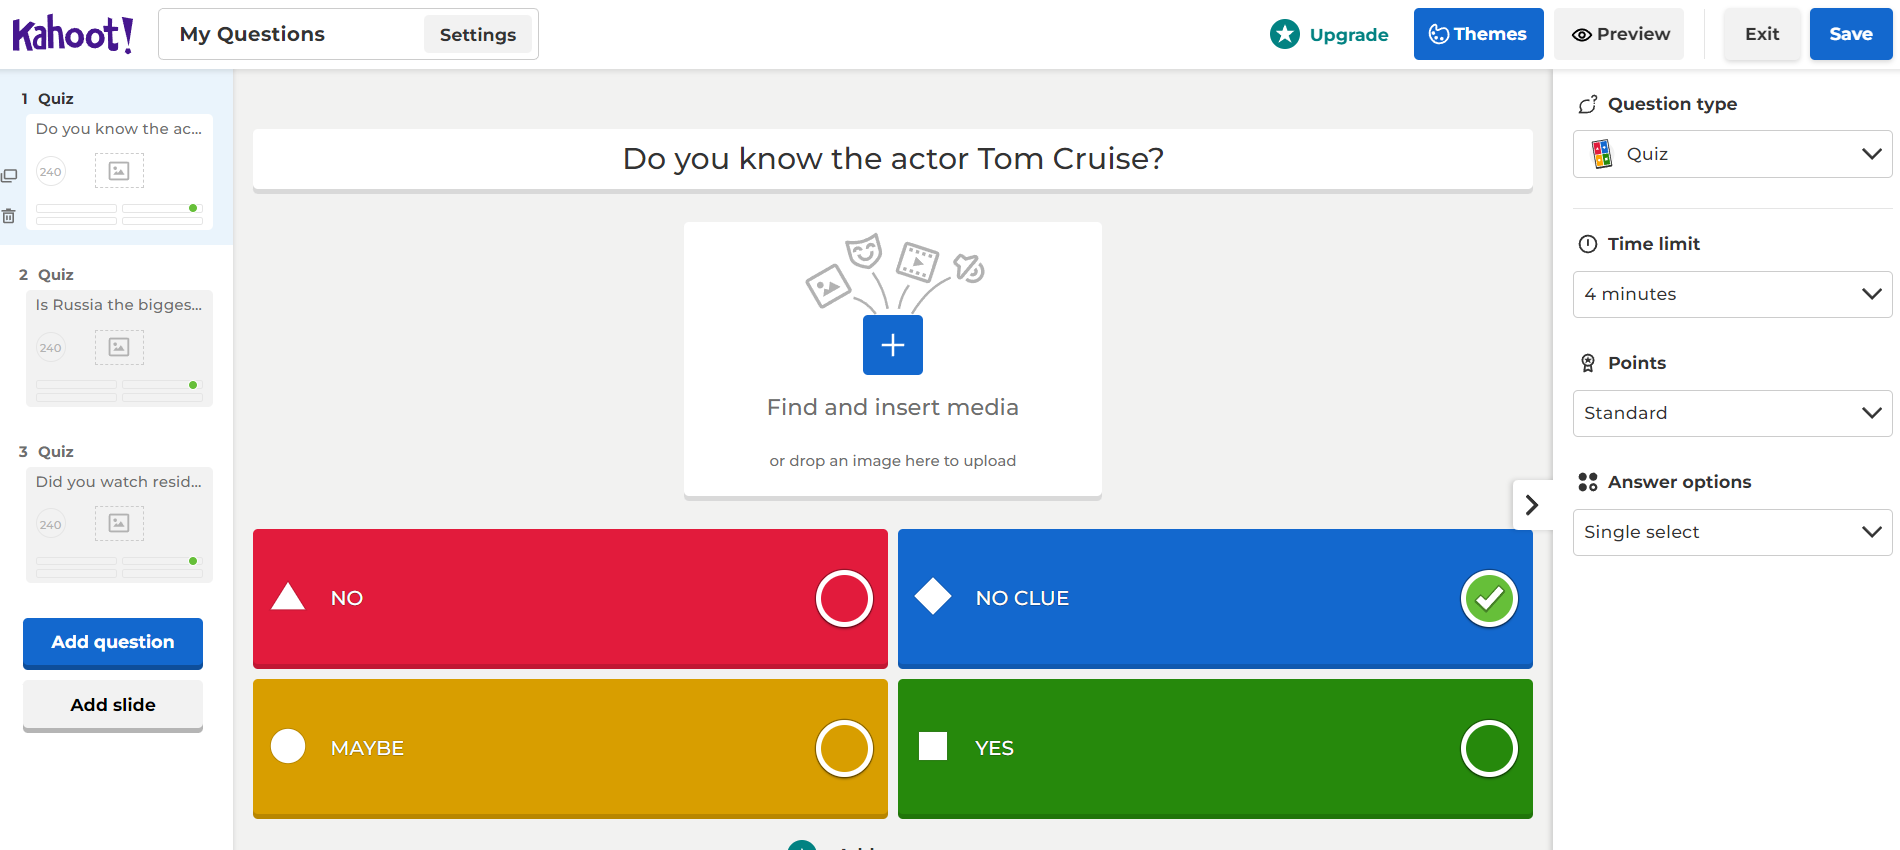 Kahoot!
My Questions
Settings
Upgrade
Themes
Preview
Exit
Save
1 Quiz
Do you know the ac...
240
2 Quiz
Is Russia the bigges...
240
3 Quiz
Did you watch resid...
240
Add question
Add slide
Do you know the actor Tom Cruise?
Find and insert media
or drop an image here to upload
NO
NO CLUE
MAYBE
YES
Question type
Quiz
Time limit
4 minutes
Points
Standard
Answer options
Single select